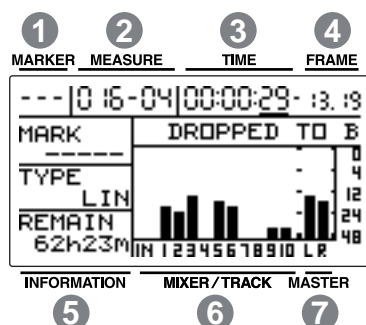 1 2 3 4
MARKER MEASURE TIME FRAME
---|016-04|00:00:29-13.19
MARK DROPPED TO B
-----
TYPE
LIN
REMAIN
62h23M
0
4
12
24
48
IN 1 2 3 4 5 6 7 8 9 10 L R
INFORMATION MIXER/TRACK MASTER
5 6 7